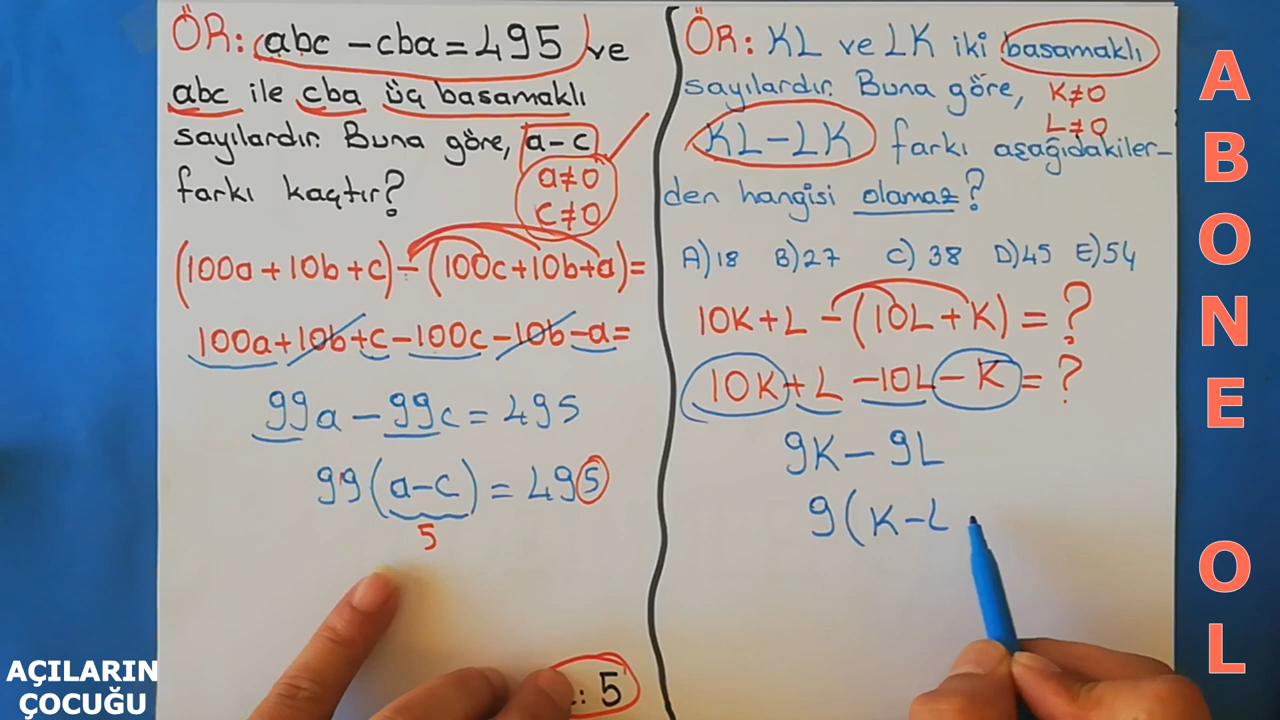 ÖR: abc - cba = 495 ve
abc ile cba üç basamaklı
sayılardır. Buna göre, a-c
farkı kaçtır?
a≠0
c≠0
(100a+10b+c)-(100c+10b+a)=
100a+10b+c-100c-10b-a=
99a-99c=495
99(a-c)=495
5
: 5
ÖR: KL ve LK iki basamaklı
sayılardır. Buna göre,
K≠0
L≠0
KL-LK farkı aşağıdakiler-
den hangisi olamaz?
A)18 B)27 C)38 D)45 E)54
10K+L-(10L+K)=?
10K+L-10L-K=?
9K-9L
9(K-L
ABONE OL
AÇILARIN
ÇOCUĞU